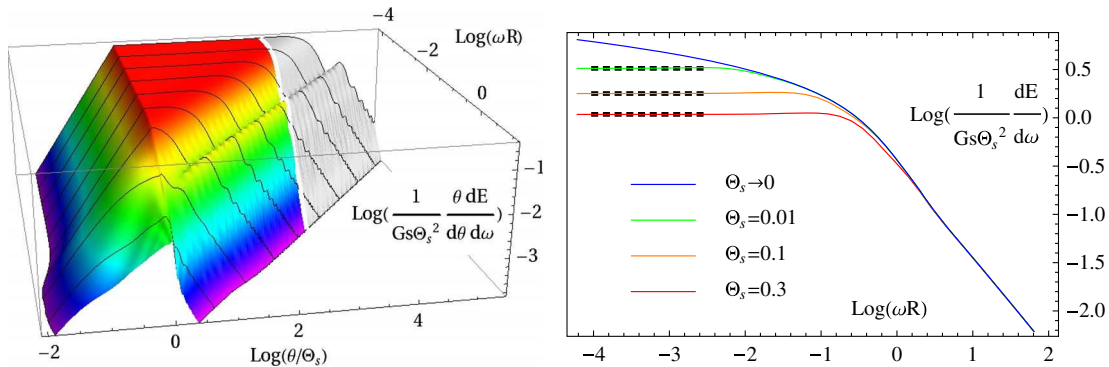 −4
−2
Log(ωR)
0
−1
−2
−3
Log( 1/GsΘs² θ dE/dθ dω )
−2 0 2 4
Log(θ/Θs)
0.5
0.0
−0.5
−1.0
−1.5
−2.0
Log( 1/GsΘs² dE/dω )
Θs→0
Θs=0.01
Θs=0.1
Θs=0.3
Log(ωR)
−4 −3 −2 −1 0 1 2